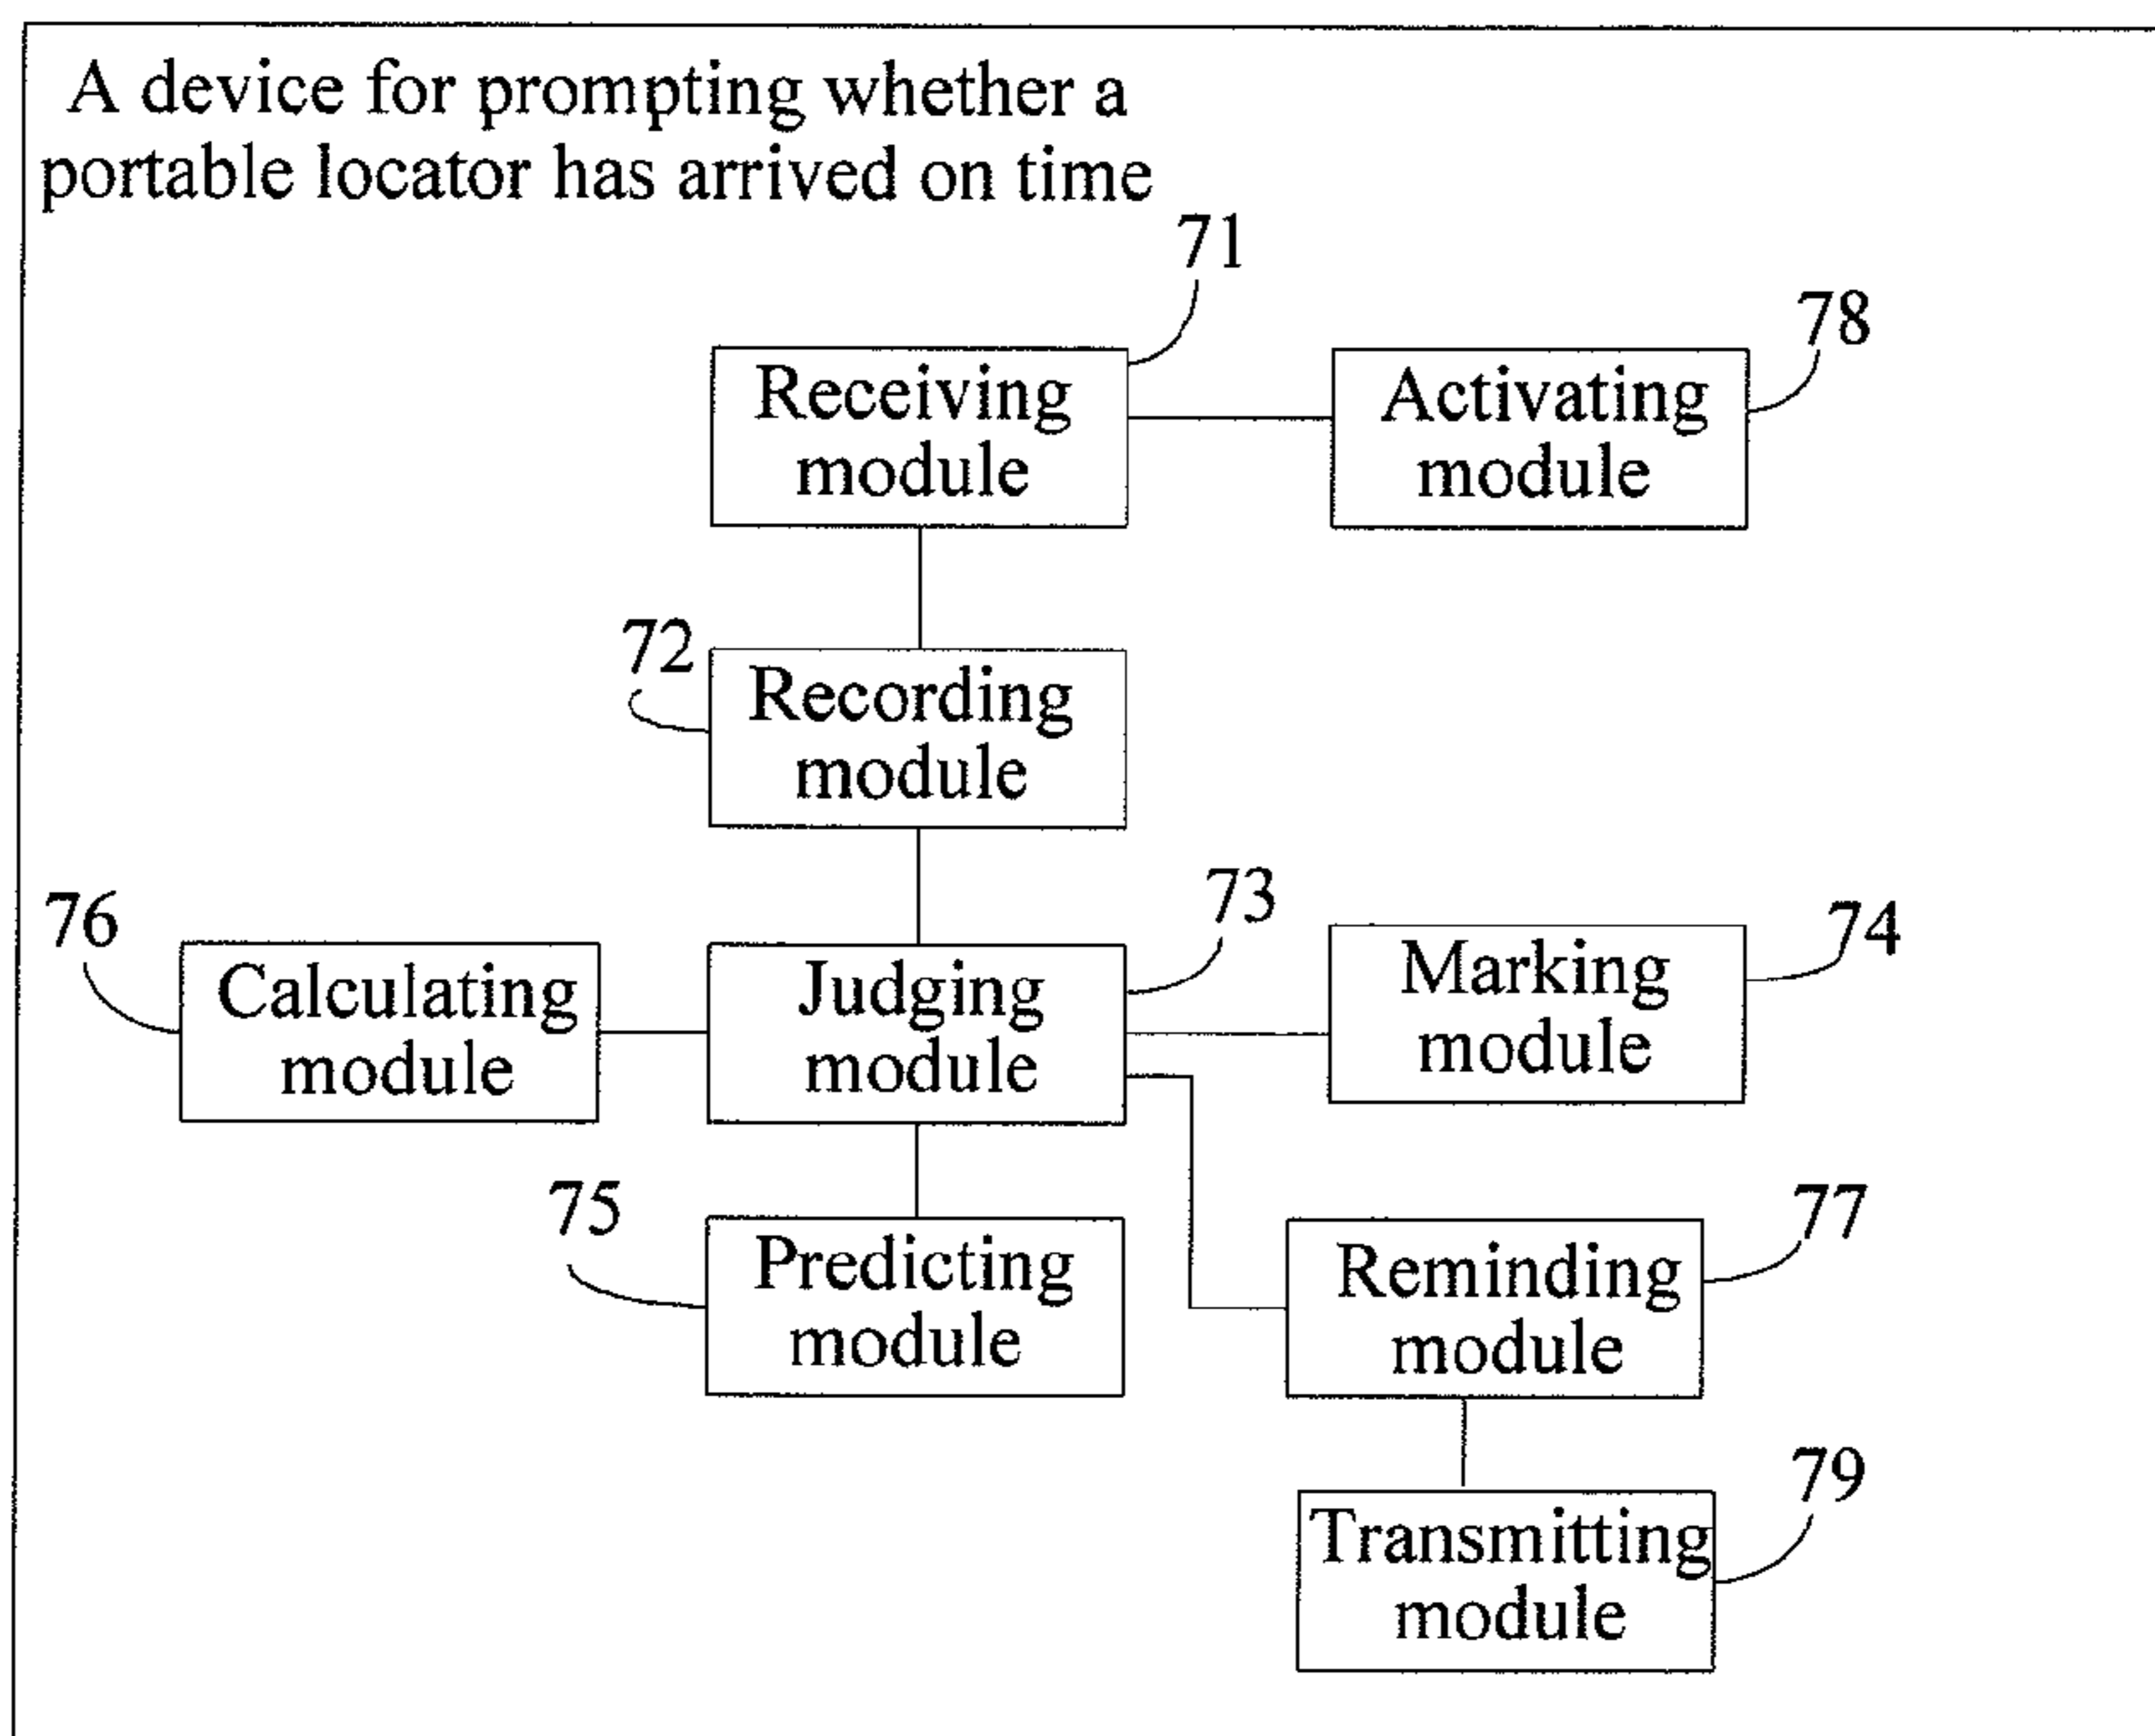 A device for prompting whether a
portable locator has arrived on time
71
78
Receiving
module
Activating
module
72
Recording
module
76
73
74
Calculating
module
Judging
module
Marking
module
75
77
Predicting
module
Reminding
module
79
Transmitting
module